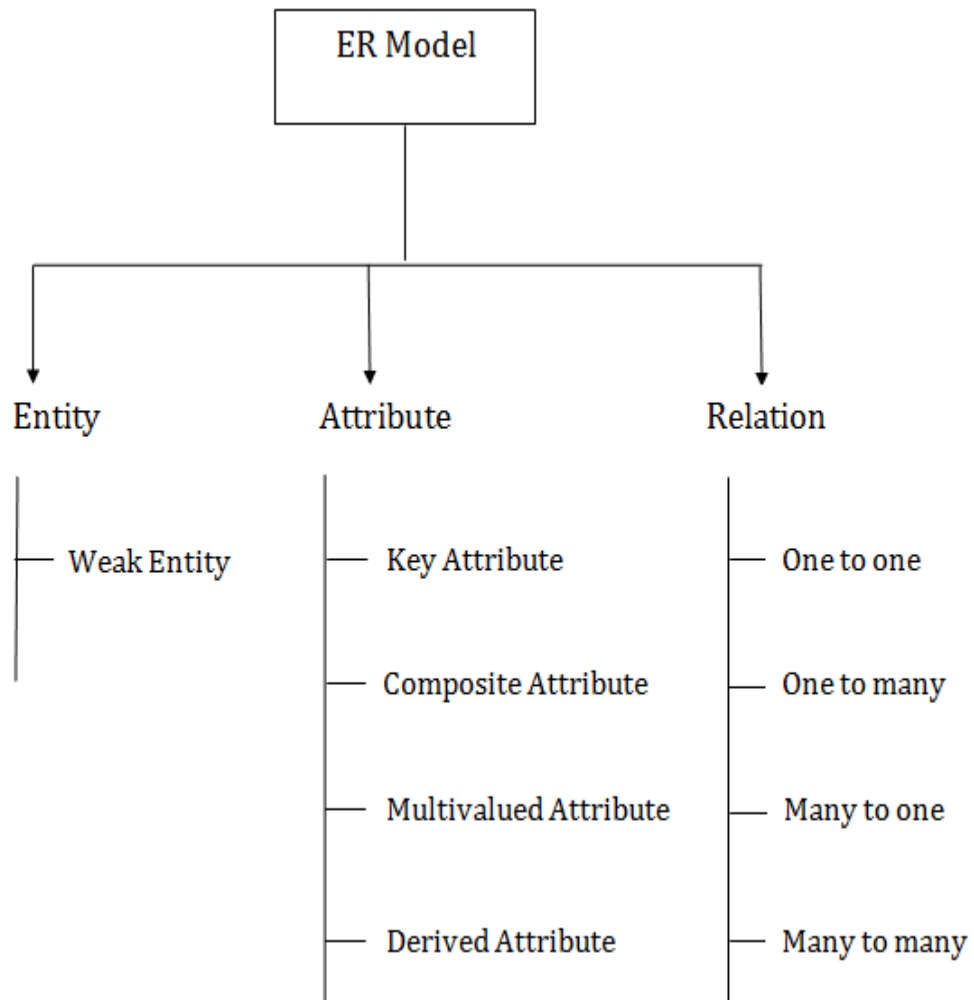 ER Model
Entity
Attribute
Relation
Weak Entity
Key Attribute
One to one
Composite Attribute
One to many
Multivalued Attribute
Many to one
Derived Attribute
Many to many